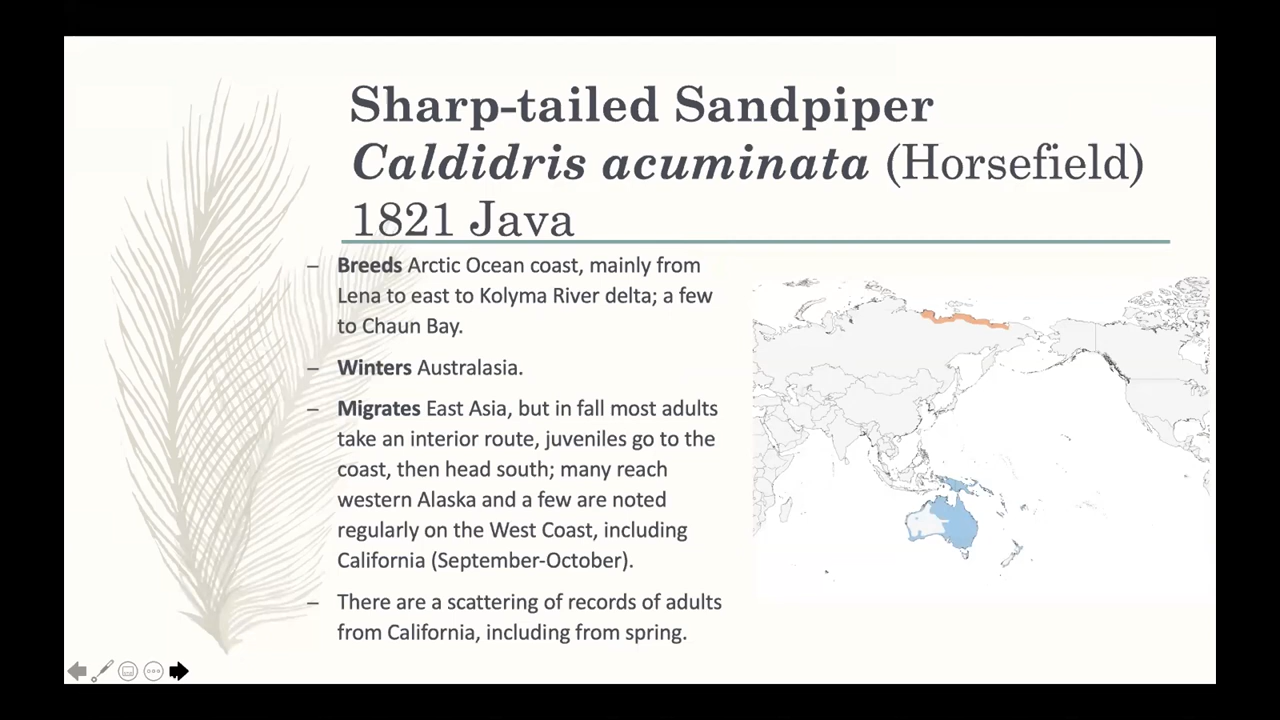 Sharp-tailed Sandpiper
Caldidris acuminata (Horsefield)
1821 Java
– Breeds Arctic Ocean coast, mainly from
Lena to east to Kolyma River delta; a few
to Chaun Bay.
– Winters Australasia.
– Migrates East Asia, but in fall most adults
take an interior route, juveniles go to the
coast, then head south; many reach
western Alaska and a few are noted
regularly on the West Coast, including
California (September-October).
– There are a scattering of records of adults
from California, including from spring.